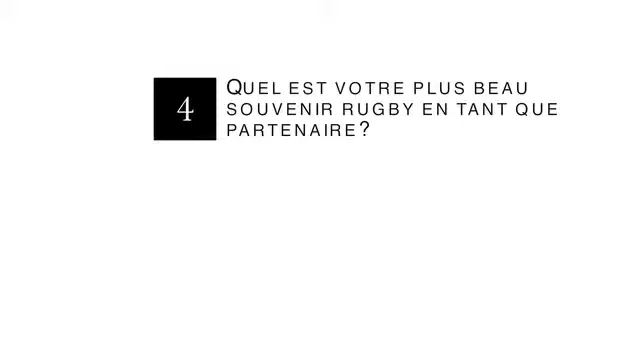 4
QUEL EST VOTRE PLUS BEAU
SOUVENIR RUGBY EN TANT QUE
PARTENAIRE?